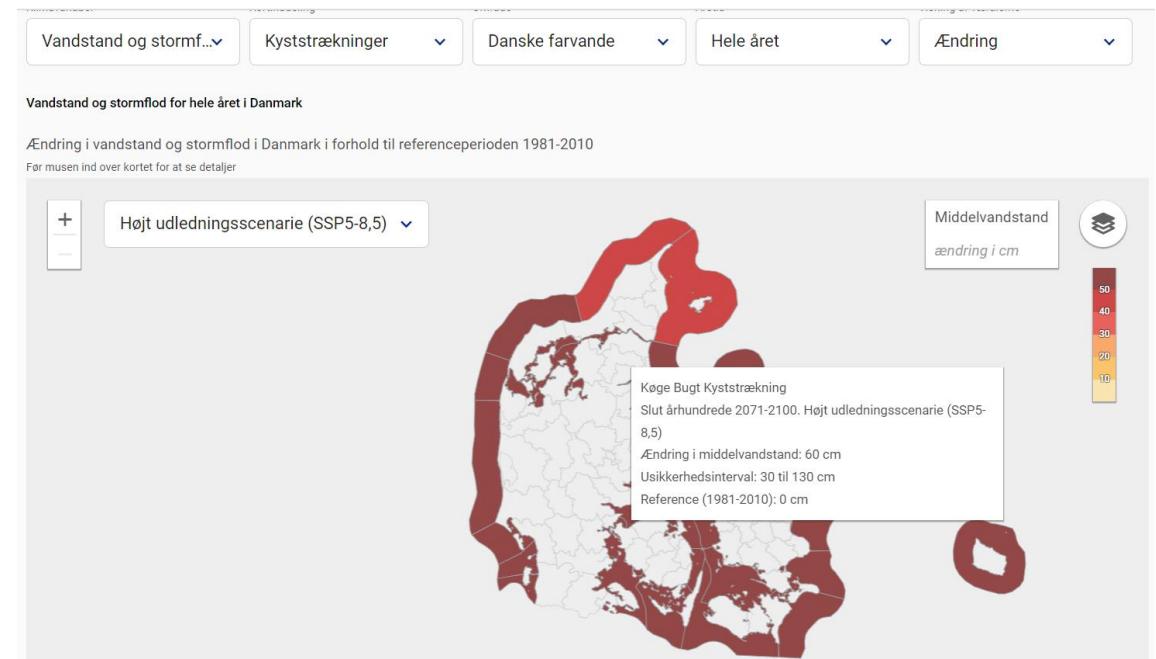 Vandstand og stormf...
Kyststrækninger
Danske farvande
Hele året
Ændring
Vandstand og stormflod for hele året i Danmark
Ændring i vandstand og stormflod i Danmark i forhold til referenceperioden 1981-2010
Før musen ind over kortet for at se detaljer
+
Højt udledningsscenarie (SSP5-8,5)
Middelvandstand
ændring i cm
50
40
30
20
10
Køge Bugt Kyststrækning
Slut århundrede 2071-2100. Højt udledningsscenarie (SSP5-
8,5)
Ændring i middelvandstand: 60 cm
Usikkerhedsinterval: 30 til 130 cm
Reference (1981-2010): 0 cm